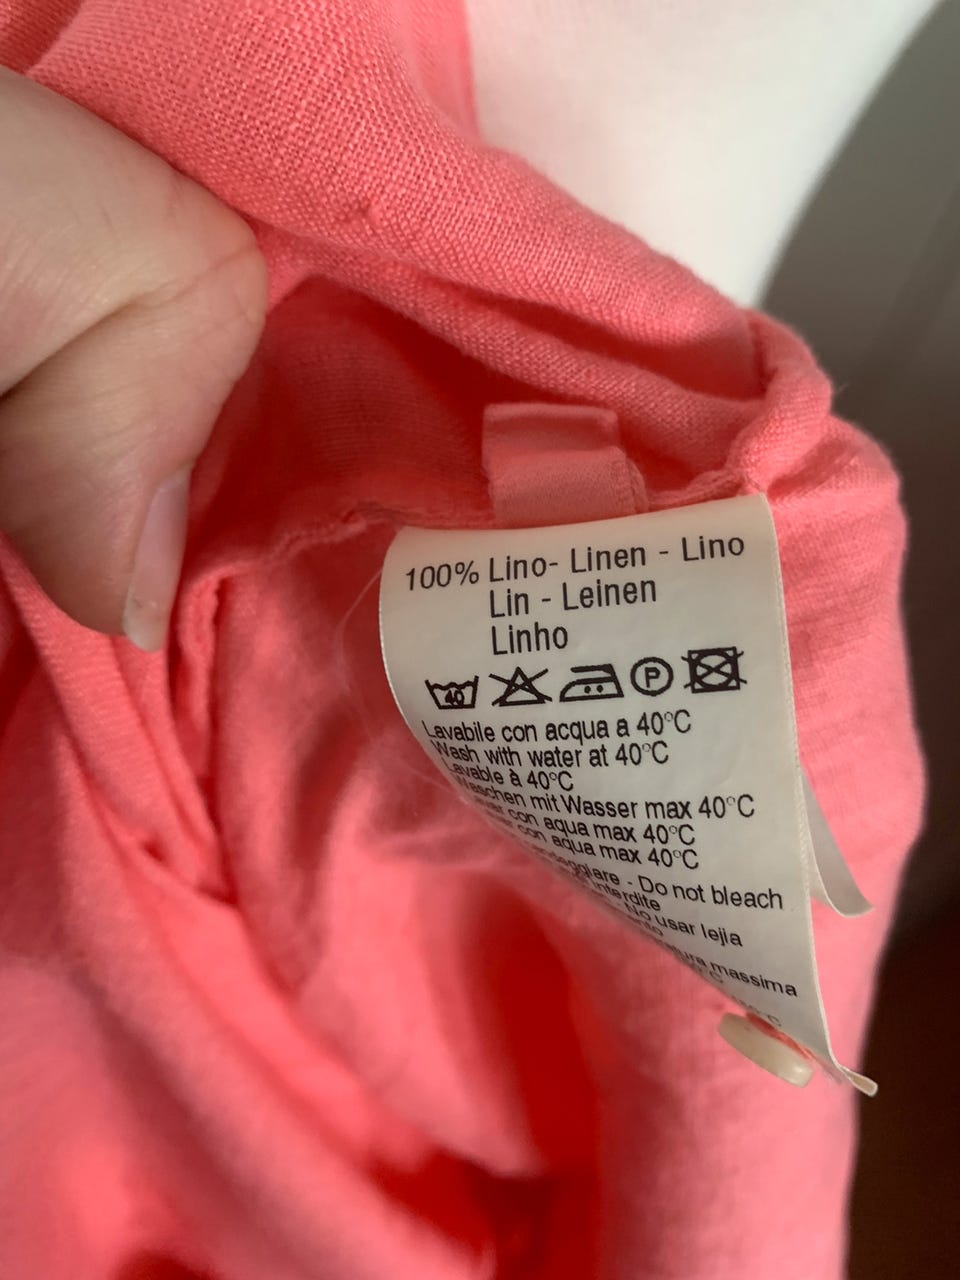 100% Lino- Linen - Lino
Lin - Leinen
Linho
40 P
Lavabile con acqua a 40°C
Wash with water at 40°C
Lavable à 40°C
Waschen mit Wasser max 40°C
con aqua max 40°C
con aqua max 40°C
- Do not bleach
- No usar lejia
massima